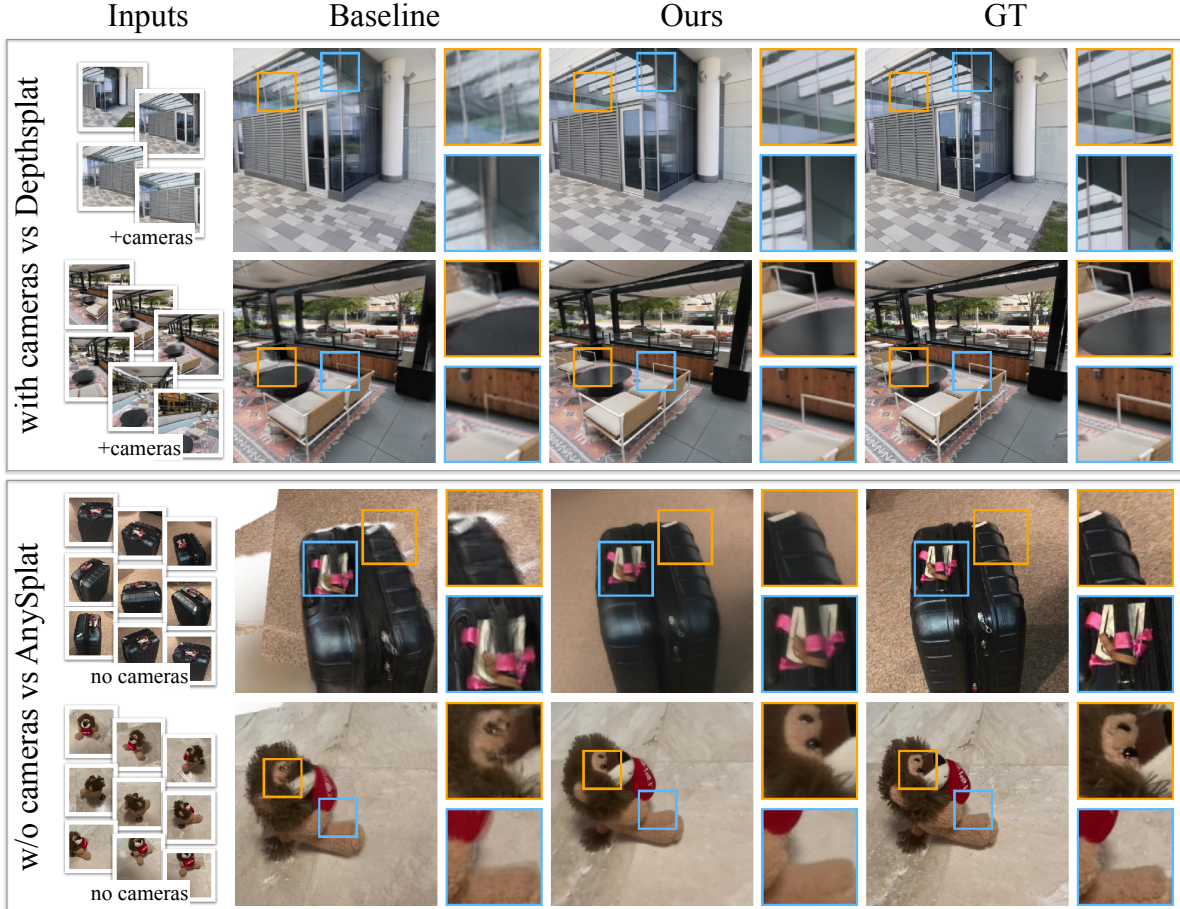 Inputs
Baseline
Ours
GT
with cameras vs Depthsplat
+cameras
+cameras
w/o cameras vs AnySplat
no cameras
no cameras